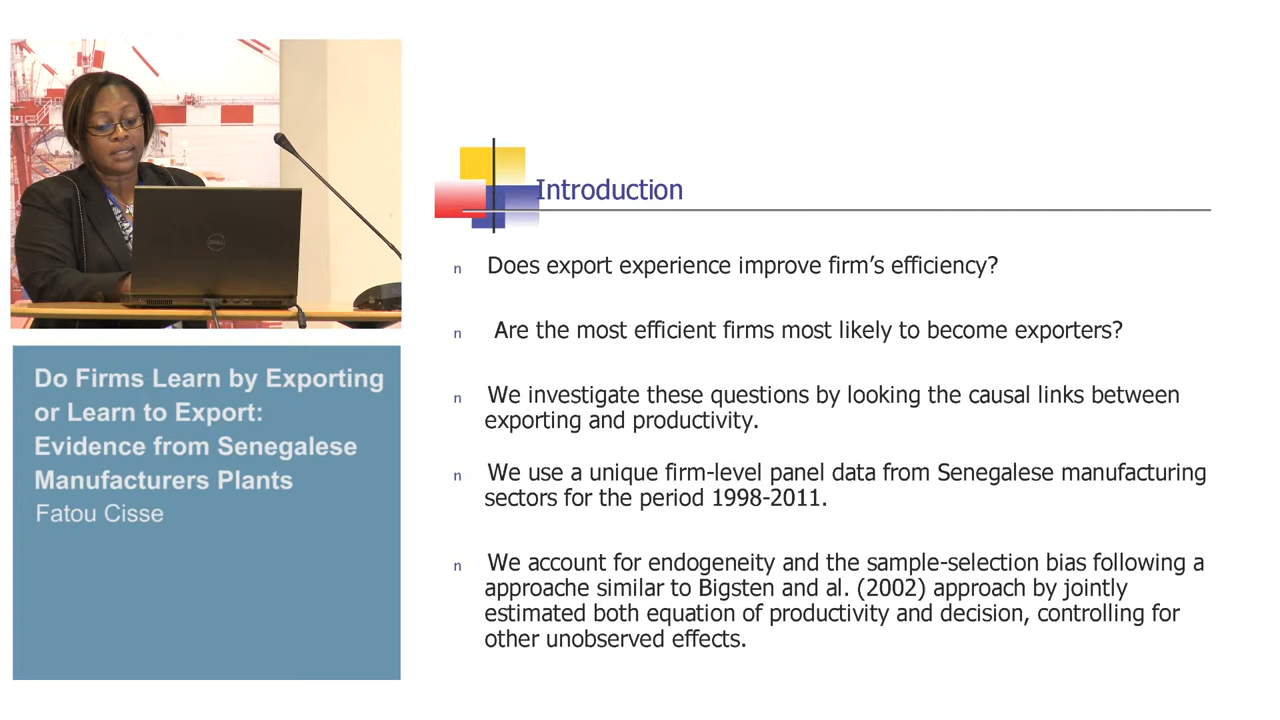 Do Firms Learn by Exporting
or Learn to Export:
Evidence from Senegalese
Manufacturers Plants
Fatou Cisse
Introduction
n Does export experience improve firm’s efficiency?
n Are the most efficient firms most likely to become exporters?
n We investigate these questions by looking the causal links between
exporting and productivity.
n We use a unique firm-level panel data from Senegalese manufacturing
sectors for the period 1998-2011.
n We account for endogeneity and the sample-selection bias following a
approache similar to Bigsten and al. (2002) approach by jointly
estimated both equation of productivity and decision, controlling for
other unobserved effects.
DELL